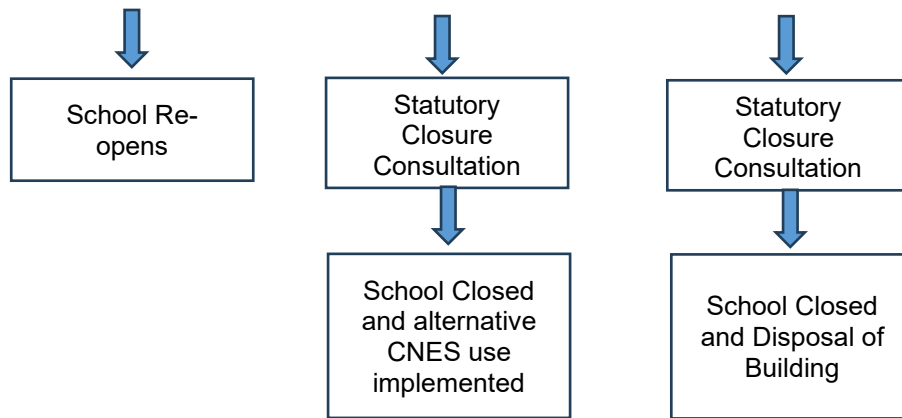 School Re-
opens
Statutory
Closure
Consultation
Statutory
Closure
Consultation
School Closed
and alternative
CNES use
implemented
School Closed
and Disposal of
Building